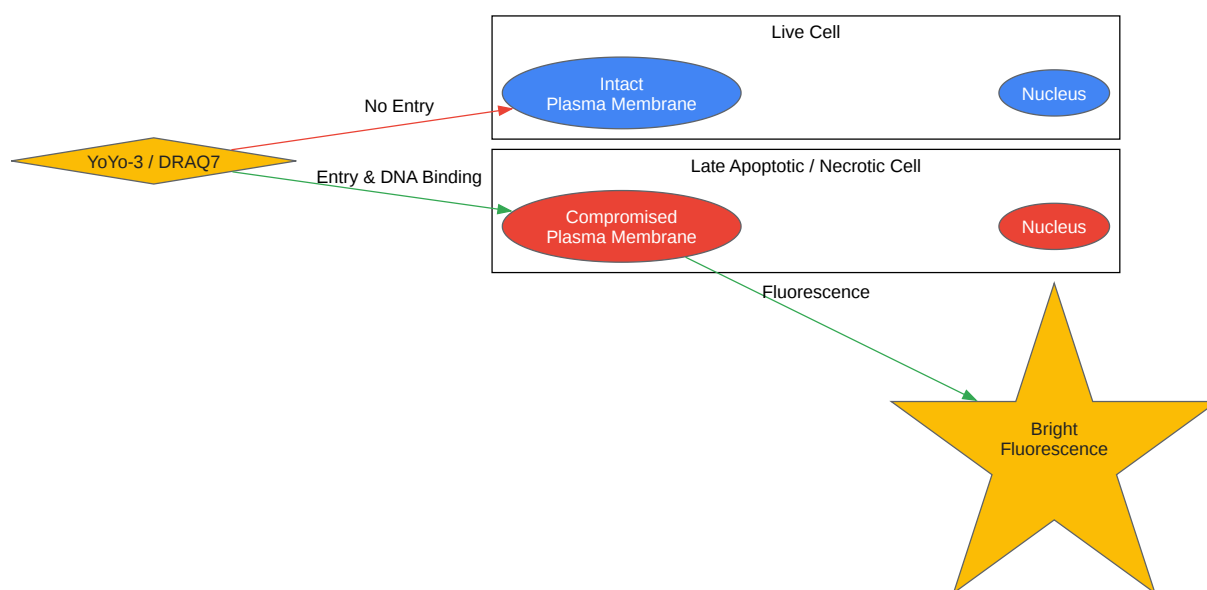 Live Cell
Intact
Plasma Membrane
Nucleus
No Entry
YoYo-3 / DRAQ7
Entry & DNA Binding
Late Apoptotic / Necrotic Cell
Compromised
Plasma Membrane
Nucleus
Fluorescence
Bright
Fluorescence